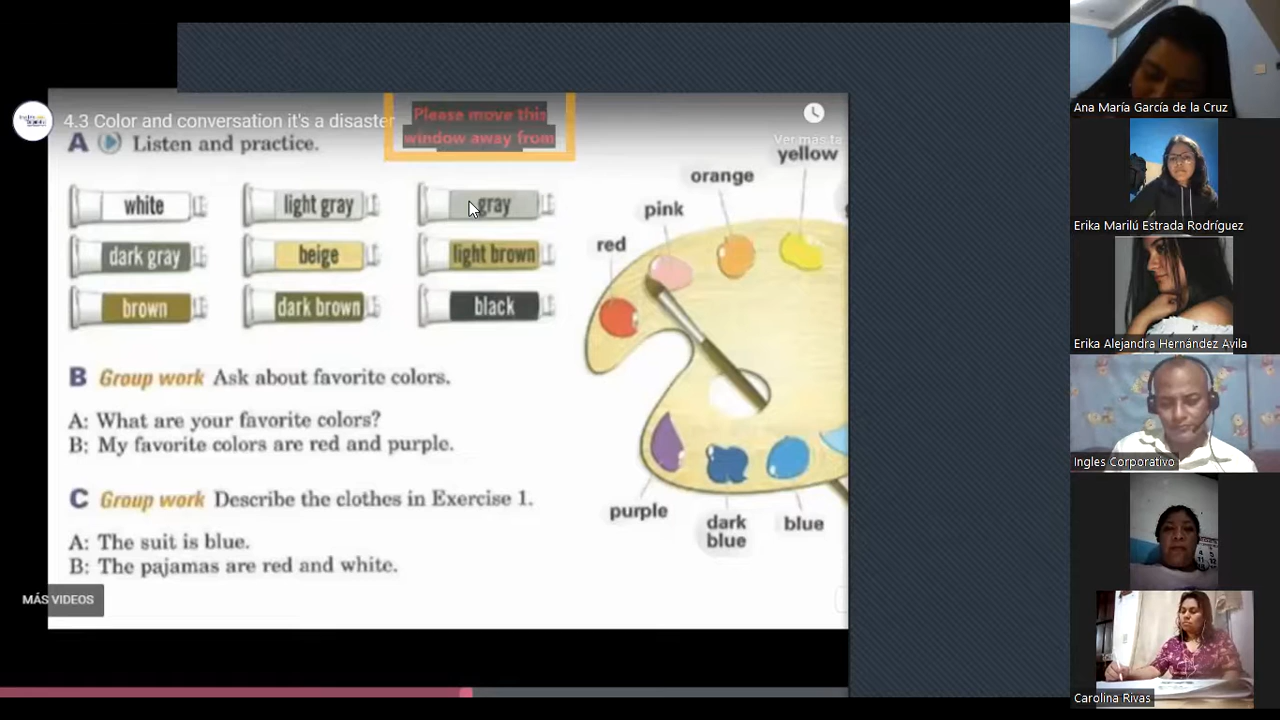 4.3 Color and conversation it's a disaster
Please move this
window away from
Ver más ta
A Listen and practice.
white
light gray
gray
dark gray
beige
light brown
brown
dark brown
black
B Group work Ask about favorite colors.
A: What are your favorite colors?
B: My favorite colors are red and purple.
C Group work Describe the clothes in Exercise 1.
A: The suit is blue.
B: The pajamas are red and white.
MÁS VIDEOS
yellow
orange
pink
red
purple
dark
blue
blue
Ana María García de la Cruz
Erika Marilú Estrada Rodríguez
Erika Alejandra Hernández Avila
Ingles Corporativo
Carolina Rivas